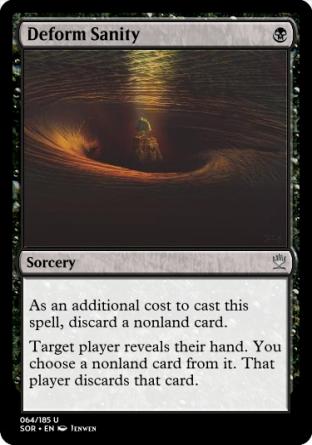 Deform Sanity
Sorcery
As an additional cost to cast this
spell, discard a nonland card.
Target player reveals their hand. You
choose a nonland card from it. That
player discards that card.
064/185 U
SOR • EN Jenwen